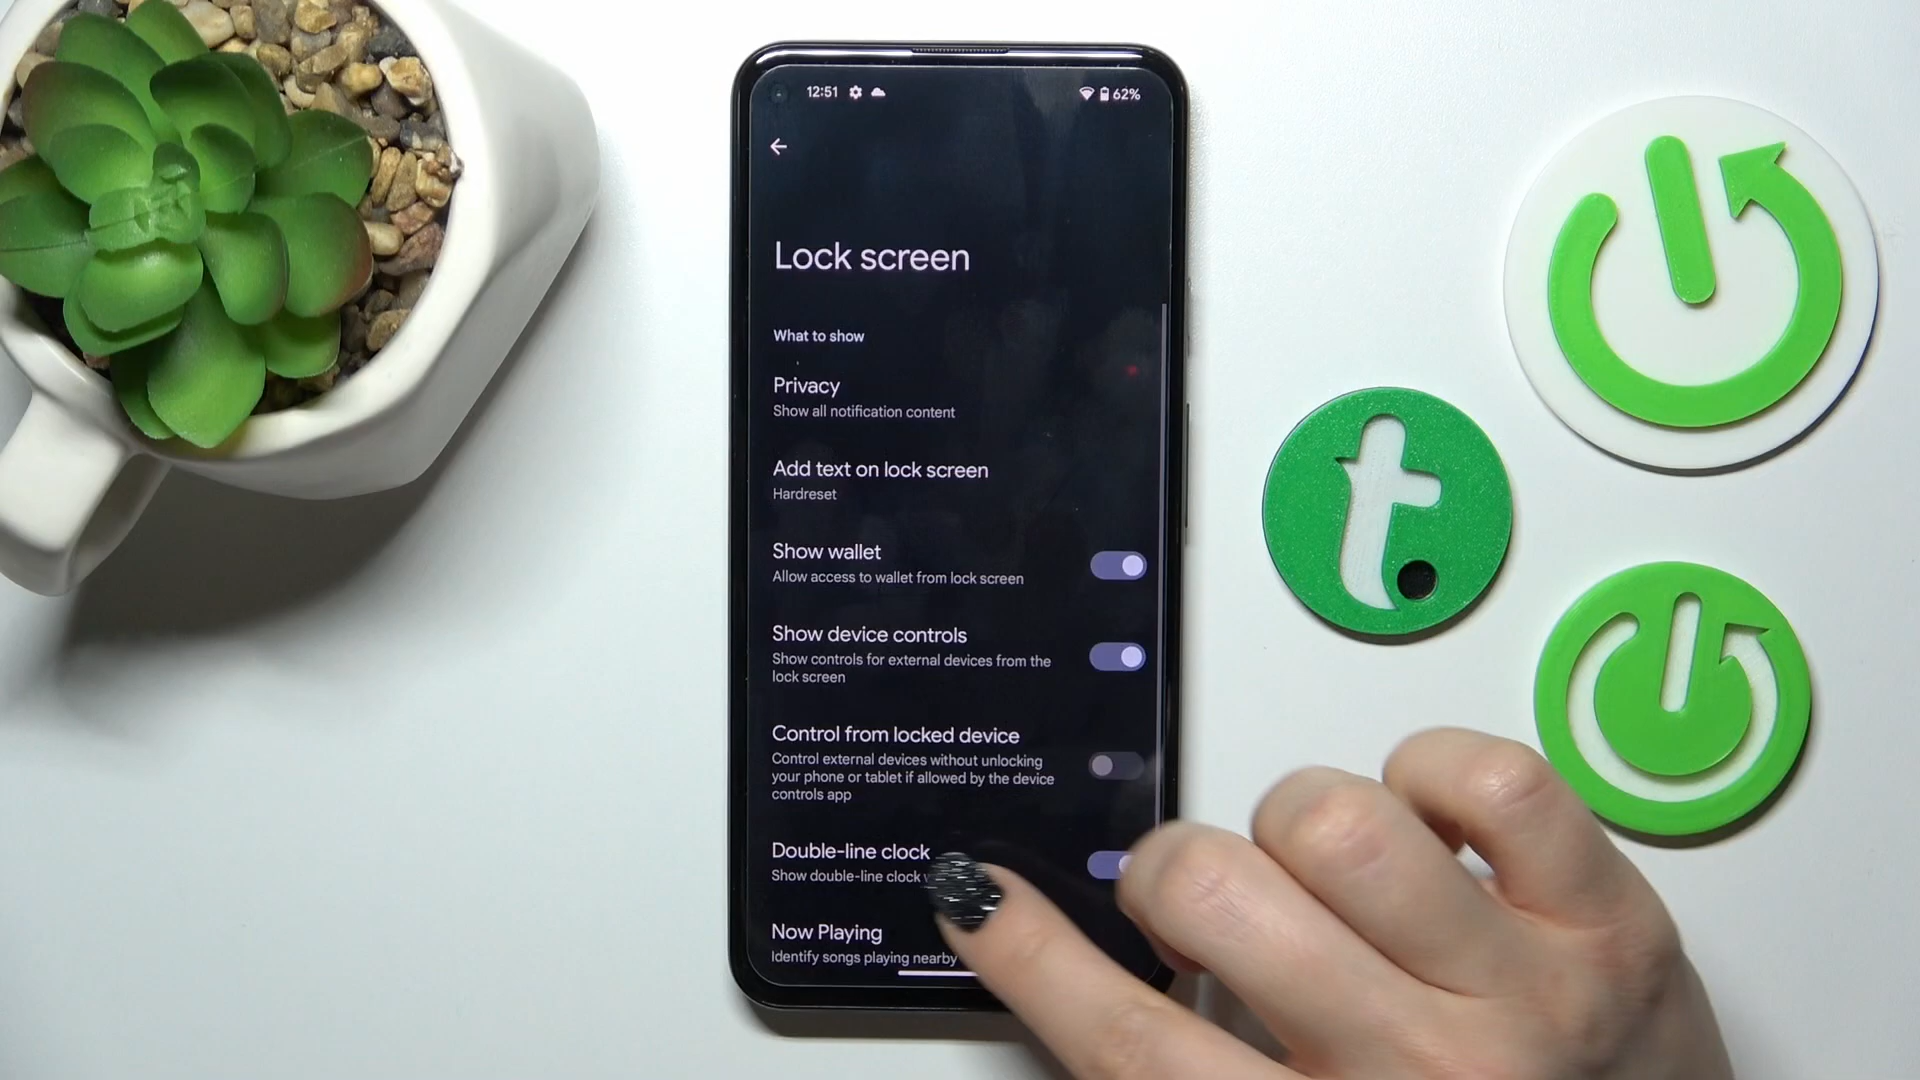 12:51
62%
Lock screen
What to show
Privacy
Show all notification content
Add text on lock screen
Hardreset
Show wallet
Allow access to wallet from lock screen
Show device controls
Show controls for external devices from the
lock screen
Control from locked device
Control external devices without unlocking
your phone or tablet if allowed by the device
controls app
Double-line clock
Show double-line clock
Now Playing
Identify songs playing nearby
t.